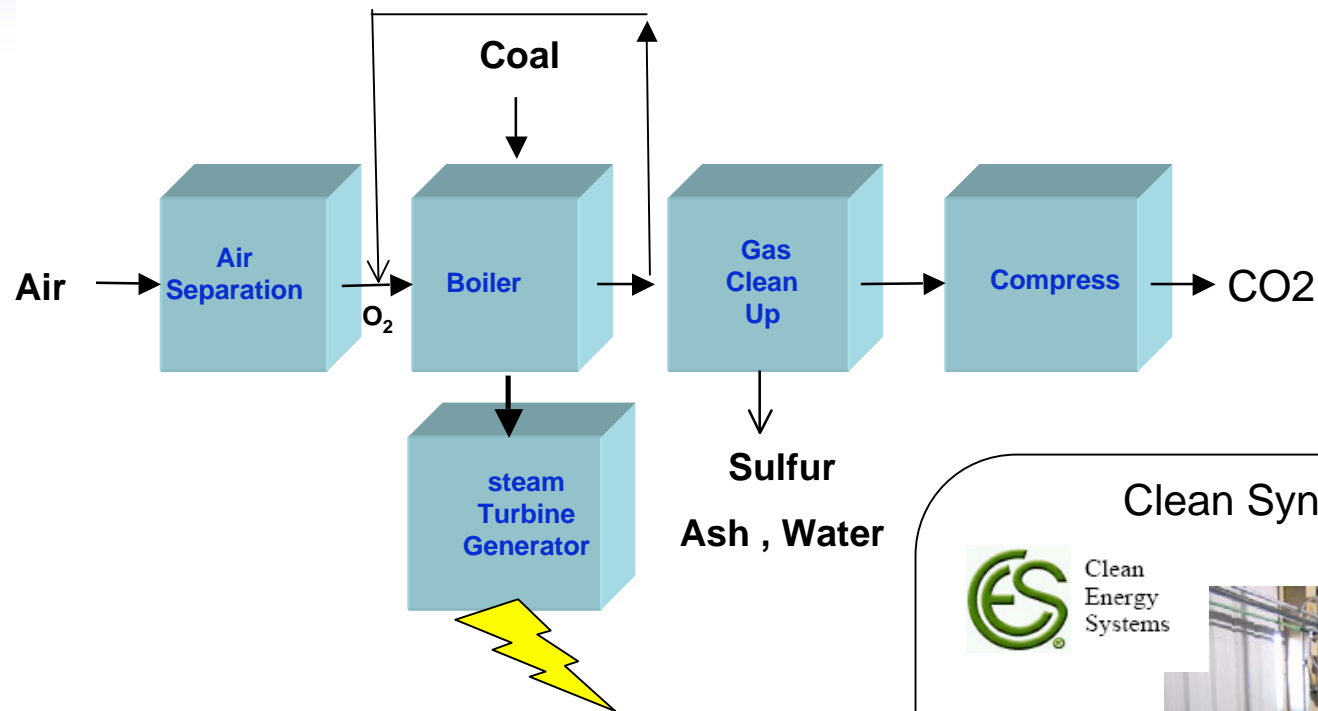 Coal
Air
Air
Separation
O₂
Boiler
Gas
Clean
Up
Compress
CO2
steam
Turbine
Generator
Sulfur
Ash , Water
Clean Syn
CES
Clean
Energy
Systems
®